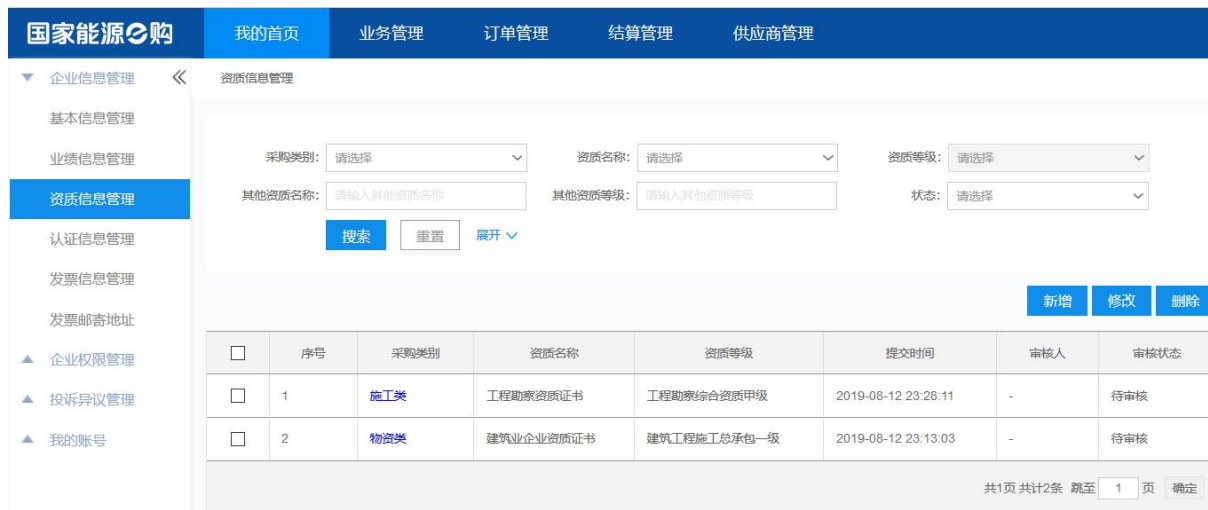 国家能源e购 我的首页 业务管理 订单管理 结算管理 供应商管理
企业信息管理 资质信息管理
基本信息管理
业绩信息管理
资质信息管理
认证信息管理
发票信息管理
发票邮寄地址
企业权限管理
投诉异议管理
我的账号
采购类别： 请选择 资质名称： 请选择 资质等级： 请选择
其他资质名称： 请输入其他资质名称 其他资质等级： 请输入其他资质等级 状态： 请选择
搜索 重置 展开
新增 修改 删除
序号 采购类别 资质名称 资质等级 提交时间 审核人 审核状态
1 施工类 工程勘察资质证书 工程勘察综合资质甲级 2019-08-12 23:28:11 - 待审核
2 物资类 建筑业企业资质证书 建筑工程施工总承包一级 2019-08-12 23:13:03 - 待审核
共1页 共计2条 跳至 1 页 确定